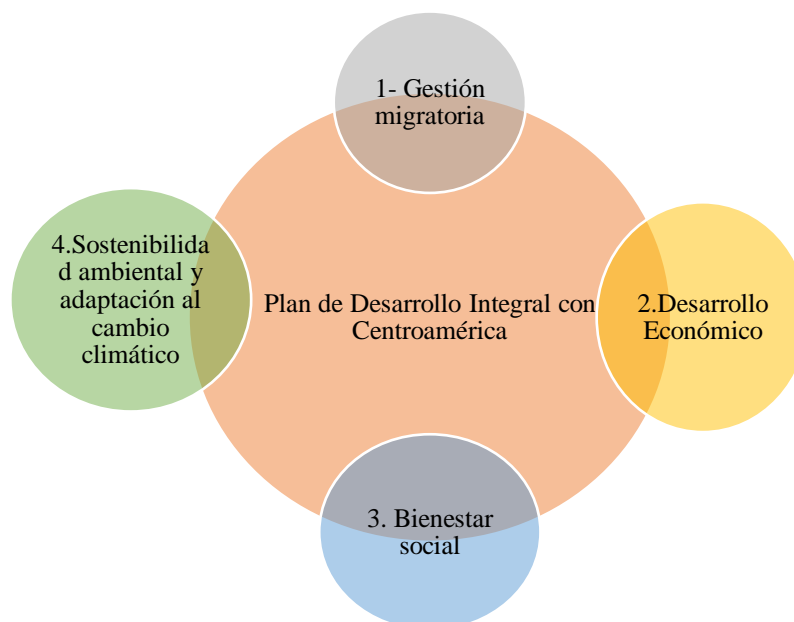 1- Gestión
migratoria
4.Sostenibilida
d ambiental y
adaptación al
cambio
climático
Plan de Desarrollo Integral con
Centroamérica
2.Desarrollo
Económico
3. Bienestar
social